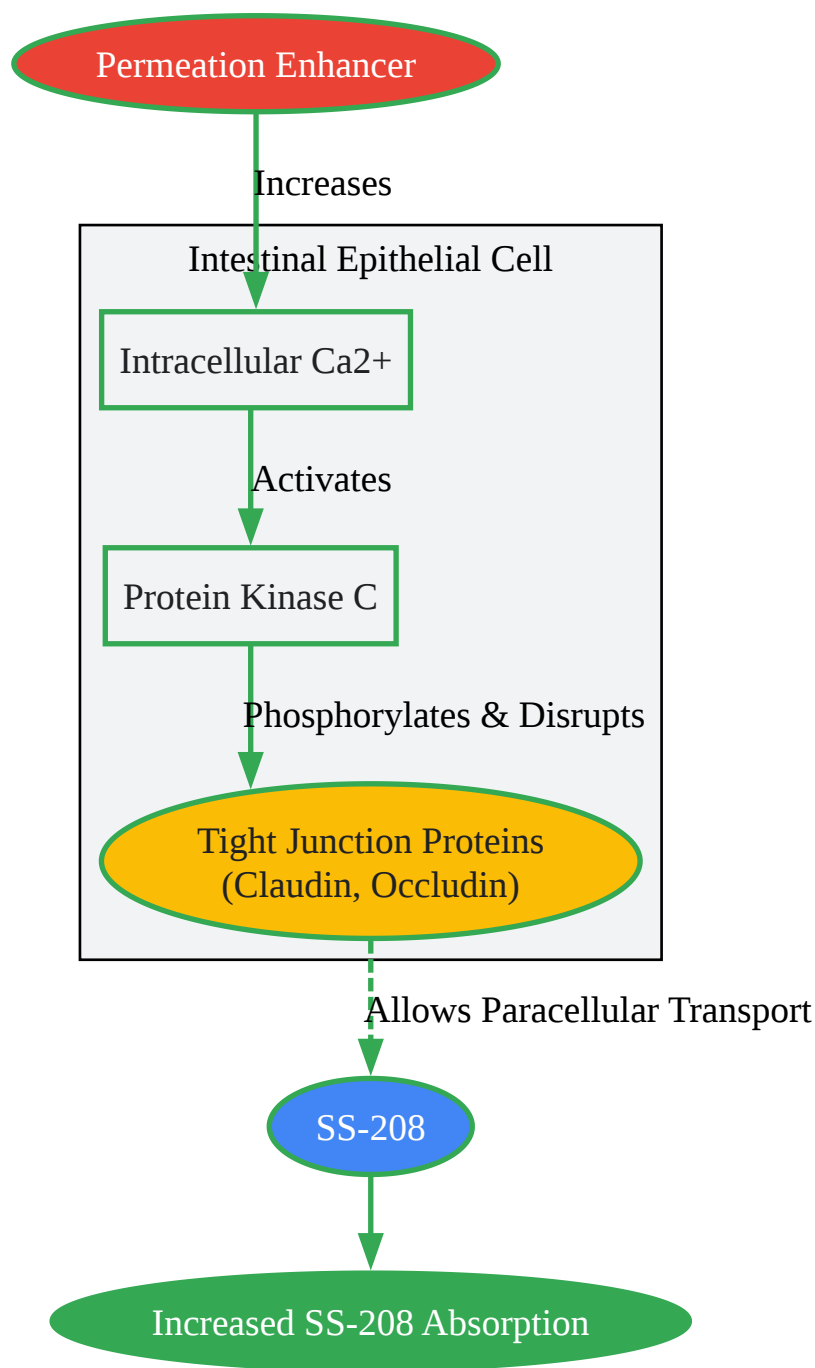 Permeation Enhancer
Increases
Intestinal Epithelial Cell
Intracellular Ca2+
Activates
Protein Kinase C
Phosphorylates & Disrupts
Tight Junction Proteins
(Claudin, Occludin)
Allows Paracellular Transport
SS-208
Increased SS-208 Absorption